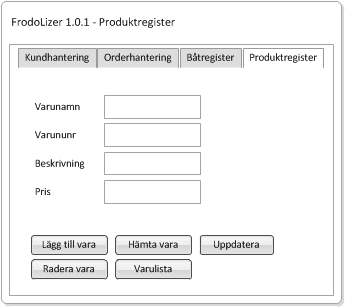 FrodoLizer 1.0.1 - Produktregister
Kundhantering Orderhantering Båtregister Produktregister
Varunamn
Varununr
Beskrivning
Pris
Lägg till vara Hämta vara Uppdatera
Radera vara Varulista